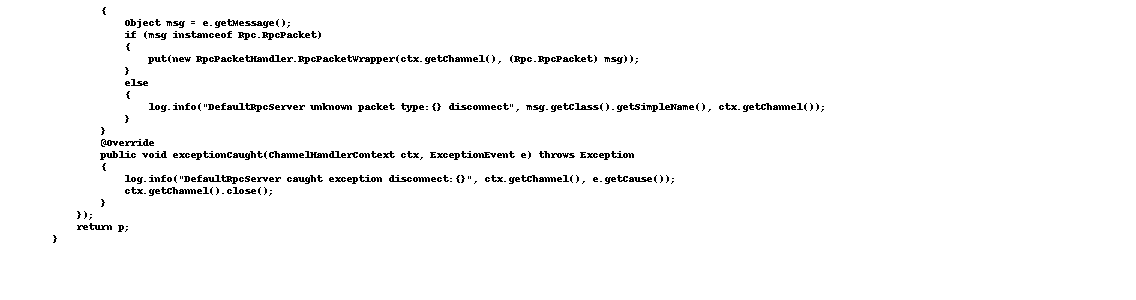 {
Object msg = e.getMessage();
if (msg instanceof Rpc.RpcPacket)
{
put(new RpcPacketHandler.RpcPacketWrapper(ctx.getChannel(), (Rpc.RpcPacket) msg));
}
else
{
log.info("DefaultRpcServer unknown packet type:{} disconnect", msg.getClass().getSimpleName(), ctx.getChannel());
}
}
@Override
public void exceptionCaught(ChannelHandlerContext ctx, ExceptionEvent e) throws Exception
{
log.info("DefaultRpcServer caught exception disconnect:{}", ctx.getChannel(), e.getCause());
ctx.getChannel().close();
}
});
return p;
}